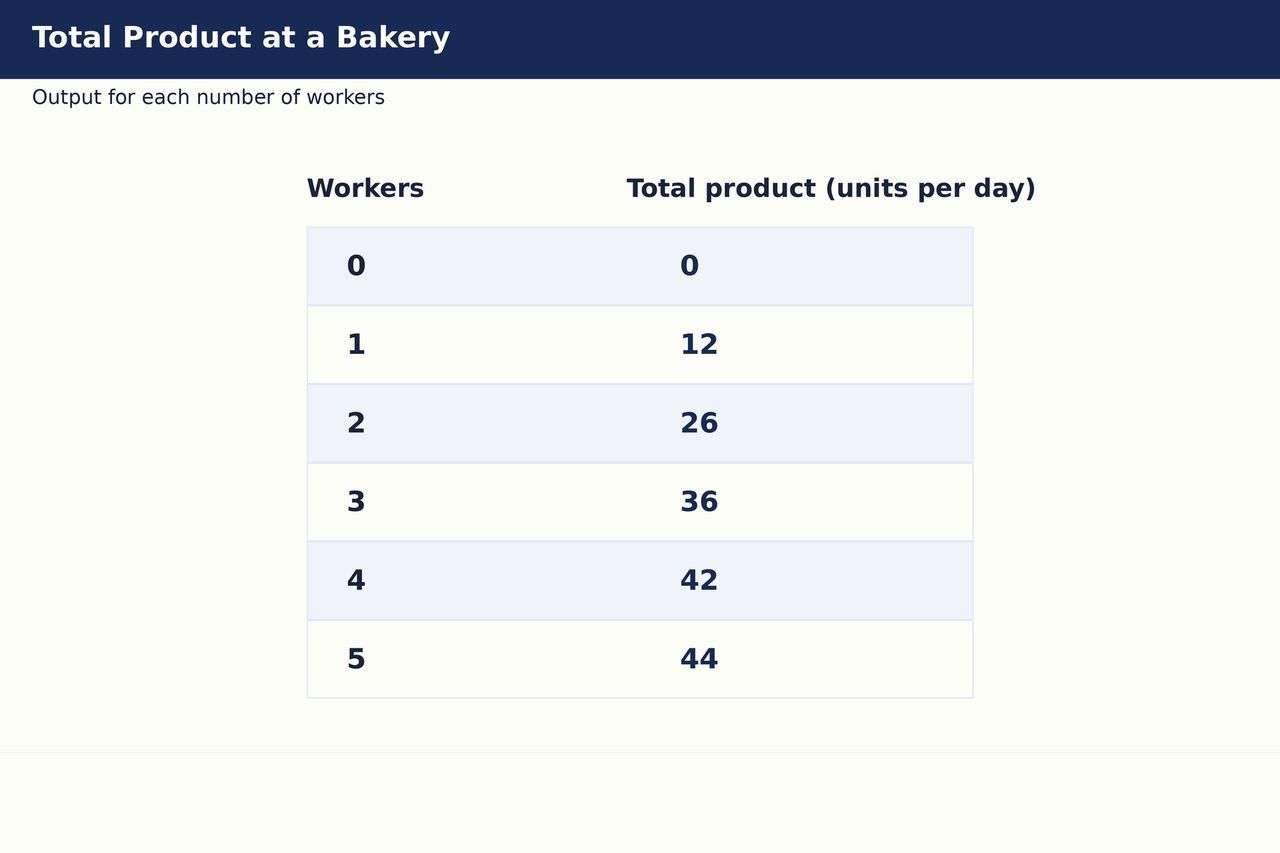 Total Product at a Bakery
Output for each number of workers
Workers Total product (units per day)
0 0
1 12
2 26
3 36
4 42
5 44